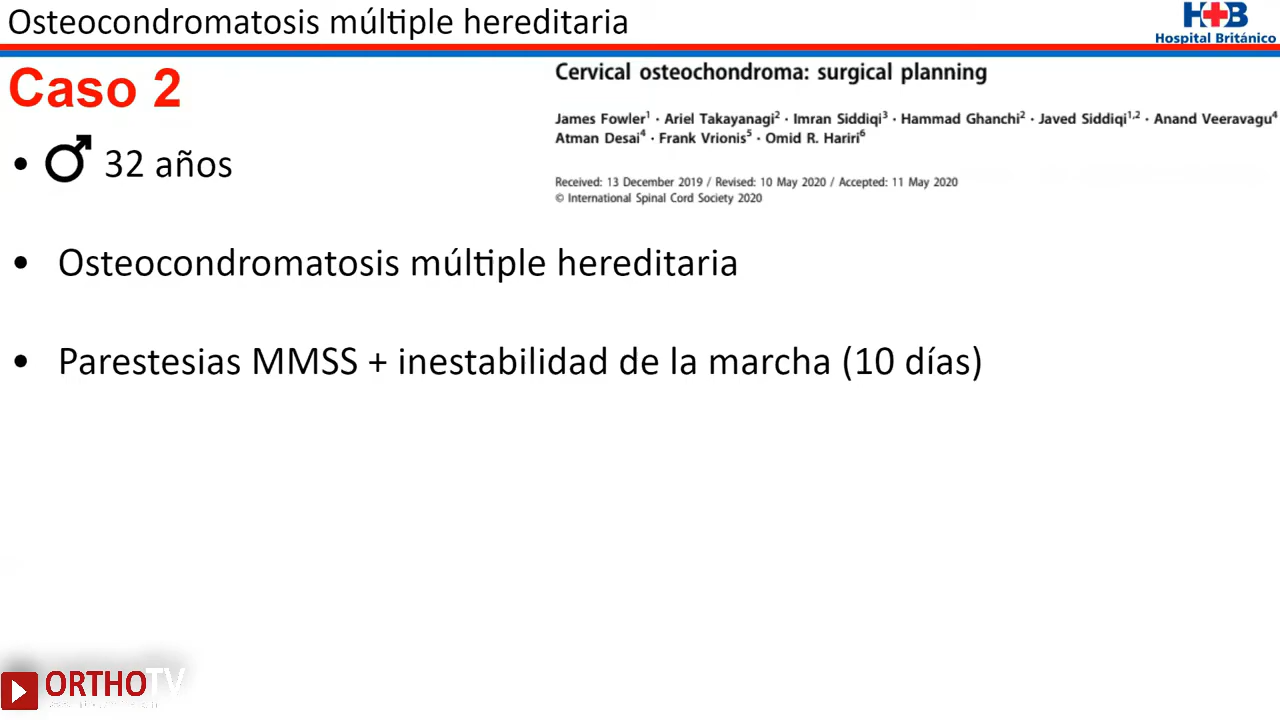 Osteocondromatosis múltiple hereditaria
H B
Hospital Británico
Caso 2
Cervical osteochondroma: surgical planning
James Fowler1 · Ariel Takayanagi2 · Imran Siddiqi3 · Hammad Ghanchi2 · Javed Siddiqi1,2 · Anand Veeravagu4
Atman Desai4 · Frank Vrionis5 · Omid R. Hariri6
Received: 13 December 2019 / Revised: 10 May 2020 / Accepted: 11 May 2020
© International Spinal Cord Society 2020
• ♂ 32 años
• Osteocondromatosis múltiple hereditaria
• Parestesias MMSS + inestabilidad de la marcha (10 días)
ORTHOTV